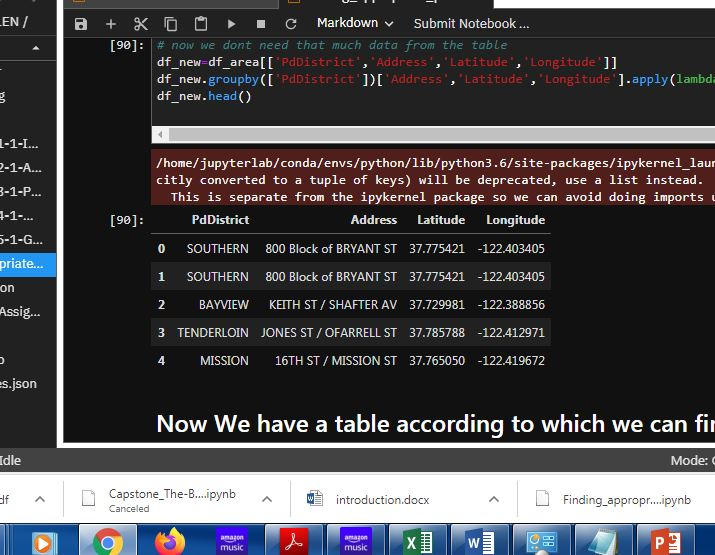 LEN /
Markdown
Submit Notebook ...
[90]:
# now we dont need that much data from the table
df_new=df_area[['PdDistrict','Address','Latitude','Longitude']]
df_new.groupby(['PdDistrict'])['Address','Latitude','Longitude'].apply(lambda
df_new.head()
g
1-1-I...
2-1-A...
3-1-P...
4-1-...
5-1-G...
priate...
on
Assig...
o
es.json
/home/jupyterlab/conda/envs/python/lib/python3.6/site-packages/ipykernel_laun
citly converted to a tuple of keys) will be deprecated, use a list instead.
This is separate from the ipykernel package so we can avoid doing imports u
[90]:
PdDistrict Address Latitude Longitude
0 SOUTHERN 800 Block of BRYANT ST 37.775421 -122.403405
1 SOUTHERN 800 Block of BRYANT ST 37.775421 -122.403405
2 BAYVIEW KEITH ST / SHAFTER AV 37.729981 -122.388856
3 TENDERLOIN JONES ST / OFARRELL ST 37.785788 -122.412971
4 MISSION 16TH ST / MISSION ST 37.765050 -122.419672
Now We have a table according to which we can fin
Idle
Mode: C
df
Capstone_The-B....ipynb
Canceled
introduction.docx
Finding_appropr....ipynb
amazon
music
amazon
music